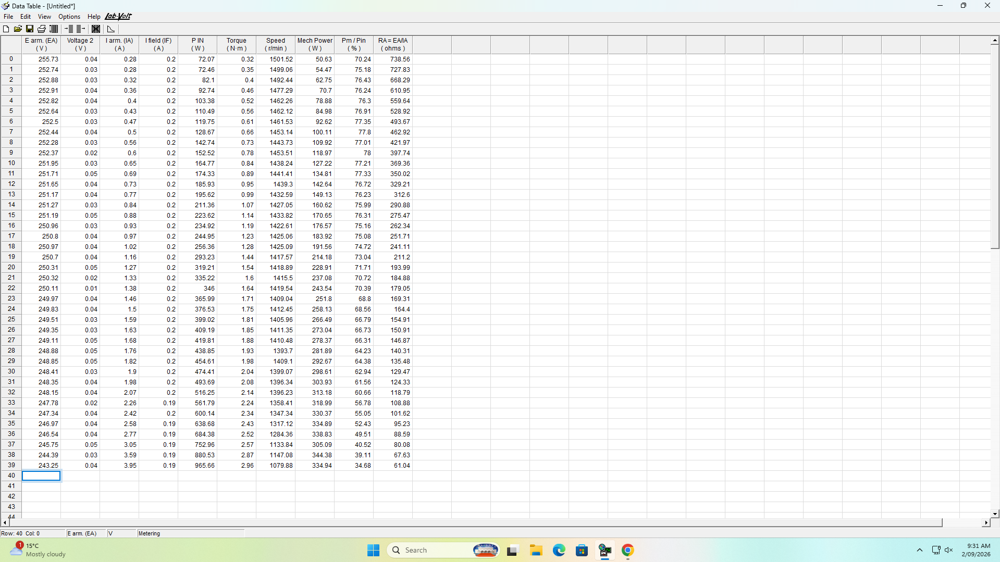 Data Table - [Untitled*]
File Edit View Options Help Lab-Volt
E arm. (EA) Voltage 2 I arm. (IA) I field (IF) P IN Torque Speed Mech Power Pm / Pin RA = EA/IA
( V ) ( V ) ( A ) ( A ) ( W ) ( N·m ) ( r/min ) ( W ) ( % ) ( ohms )
0 255.73 0.04 0.28 0.2 72.07 0.32 1501.52 50.63 70.24 738.56
1 252.74 0.03 0.28 0.2 72.46 0.35 1499.06 54.47 75.18 727.83
2 252.88 0.03 0.32 0.2 82.1 0.4 1492.44 62.75 76.43 668.29
3 252.91 0.04 0.36 0.2 92.74 0.46 1477.29 70.7 76.24 610.95
4 252.82 0.04 0.4 0.2 103.38 0.52 1462.26 78.88 76.3 559.64
5 252.64 0.03 0.43 0.2 110.49 0.56 1462.12 84.98 76.91 528.92
6 252.5 0.03 0.47 0.2 119.75 0.61 1461.53 92.62 77.35 493.67
7 252.44 0.04 0.5 0.2 128.67 0.66 1453.14 100.11 77.8 462.92
8 252.28 0.03 0.56 0.2 142.74 0.73 1443.73 109.92 77.01 421.97
9 252.37 0.02 0.6 0.2 152.52 0.78 1453.51 118.97 78 397.74
10 251.95 0.03 0.65 0.2 164.77 0.84 1438.24 127.22 77.21 369.36
11 251.71 0.05 0.69 0.2 174.33 0.89 1441.41 134.81 77.33 350.02
12 251.65 0.04 0.73 0.2 185.93 0.95 1439.3 142.64 76.72 329.21
13 251.17 0.04 0.77 0.2 195.62 0.99 1432.59 149.13 76.23 312.6
14 251.27 0.03 0.84 0.2 211.36 1.07 1427.05 160.62 75.99 290.88
15 251.19 0.05 0.88 0.2 223.62 1.14 1433.82 170.65 76.31 275.47
16 250.96 0.03 0.93 0.2 234.92 1.19 1422.61 176.57 75.16 262.34
17 250.8 0.04 0.97 0.2 244.95 1.23 1425.06 183.92 75.08 251.71
18 250.97 0.04 1.02 0.2 256.36 1.28 1425.09 191.56 74.72 241.11
19 250.7 0.04 1.16 0.2 293.23 1.44 1417.57 214.18 73.04 211.2
20 250.31 0.05 1.27 0.2 319.21 1.54 1418.89 228.91 71.71 193.99
21 250.32 0.02 1.33 0.2 335.22 1.6 1415.5 237.08 70.72 184.88
22 250.11 0.01 1.38 0.2 346 1.64 1419.54 243.54 70.39 179.05
23 249.97 0.04 1.46 0.2 365.99 1.71 1409.04 251.8 68.8 169.31
24 249.83 0.04 1.5 0.2 376.53 1.75 1412.45 258.13 68.56 164.4
25 249.51 0.03 1.59 0.2 399.02 1.81 1405.96 266.49 66.79 154.91
26 249.35 0.03 1.63 0.2 409.19 1.85 1411.35 273.04 66.73 150.91
27 249.11 0.05 1.68 0.2 419.81 1.88 1410.48 278.37 66.31 146.87
28 248.88 0.05 1.76 0.2 438.85 1.93 1393.7 281.89 64.23 140.31
29 248.85 0.05 1.82 0.2 454.61 1.98 1409.1 292.67 64.38 135.48
30 248.41 0.03 1.9 0.2 474.41 2.04 1399.07 298.61 62.94 129.47
31 248.35 0.04 1.98 0.2 493.69 2.08 1396.34 303.93 61.56 124.33
32 248.15 0.04 2.07 0.2 516.25 2.14 1396.23 313.18 60.66 118.79
33 247.78 0.02 2.26 0.19 561.79 2.24 1358.41 318.99 56.78 108.88
34 247.34 0.04 2.42 0.2 600.14 2.34 1347.34 330.37 55.05 101.62
35 246.97 0.04 2.58 0.19 638.68 2.43 1317.12 334.89 52.43 95.23
36 246.54 0.04 2.77 0.19 684.38 2.52 1284.36 338.83 49.51 88.59
37 245.75 0.05 3.05 0.19 752.96 2.57 1133.84 305.09 40.52 80.08
38 244.39 0.03 3.59 0.19 880.53 2.87 1147.08 344.38 39.11 67.63
39 243.25 0.04 3.95 0.19 965.66 2.96 1079.88 334.94 34.68 61.04
40
41
42
43
44
Row: 40 Col: 0 E arm. (EA) V Metering
1 15°C
Mostly cloudy
Search
9:31 AM
2/09/2026